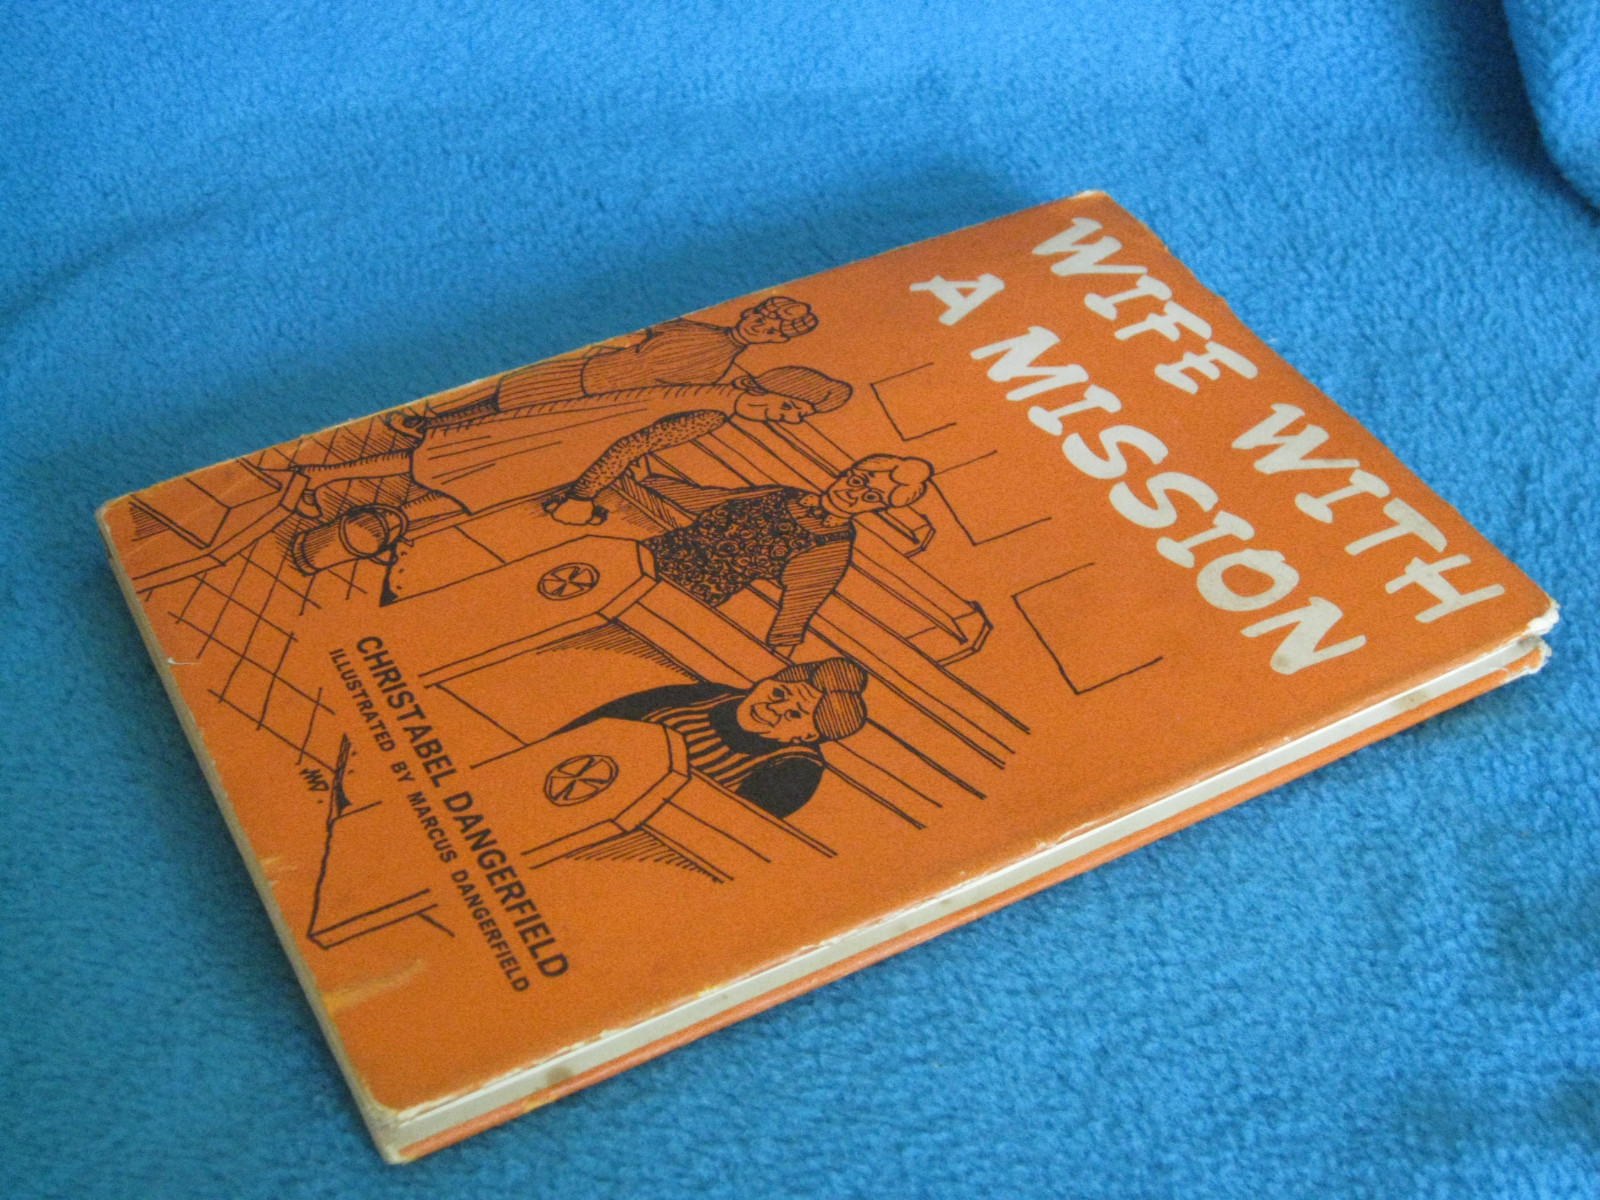 WIFE WITH
A MISSION
CHRISTABEL DANGERFIELD
ILLUSTRATED BY MARCUS DANGERFIELD